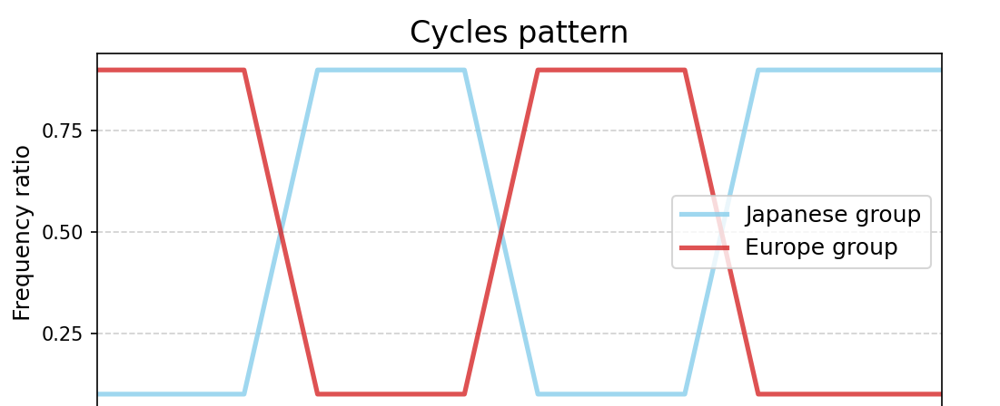 Cycles pattern
Frequency ratio
0.75
0.50
0.25
Japanese group
Europe group